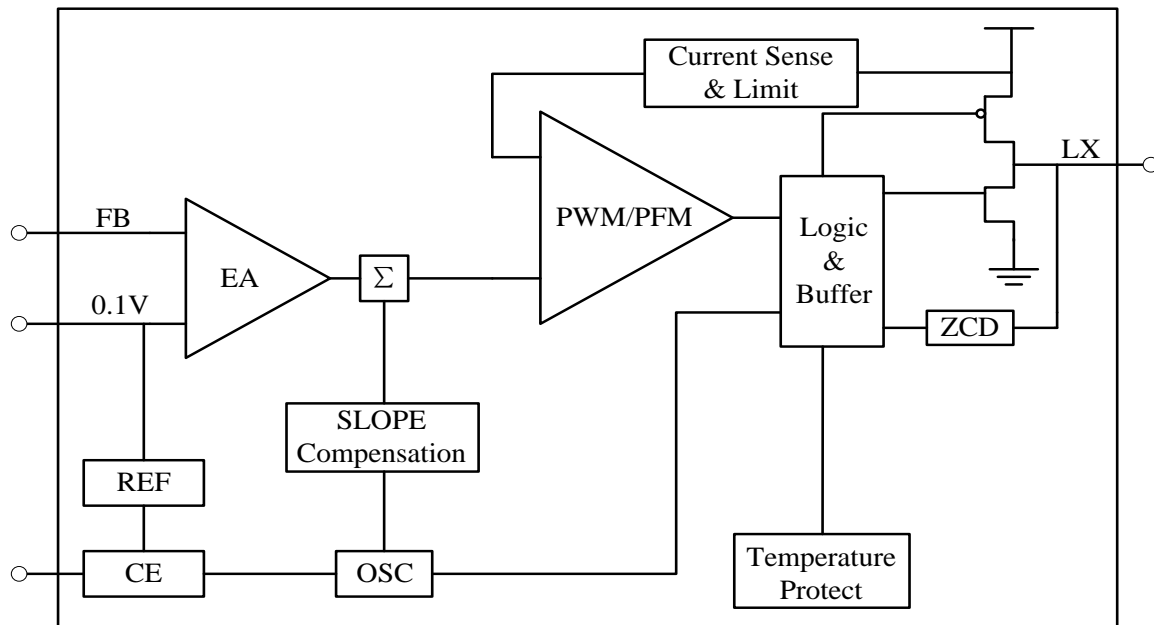 Current Sense
& Limit
LX
FB
PWM/PFM
Logic
&
Buffer
EA
Σ
0.1V
ZCD
SLOPE
Compensation
REF
Temperature
Protect
CE
OSC